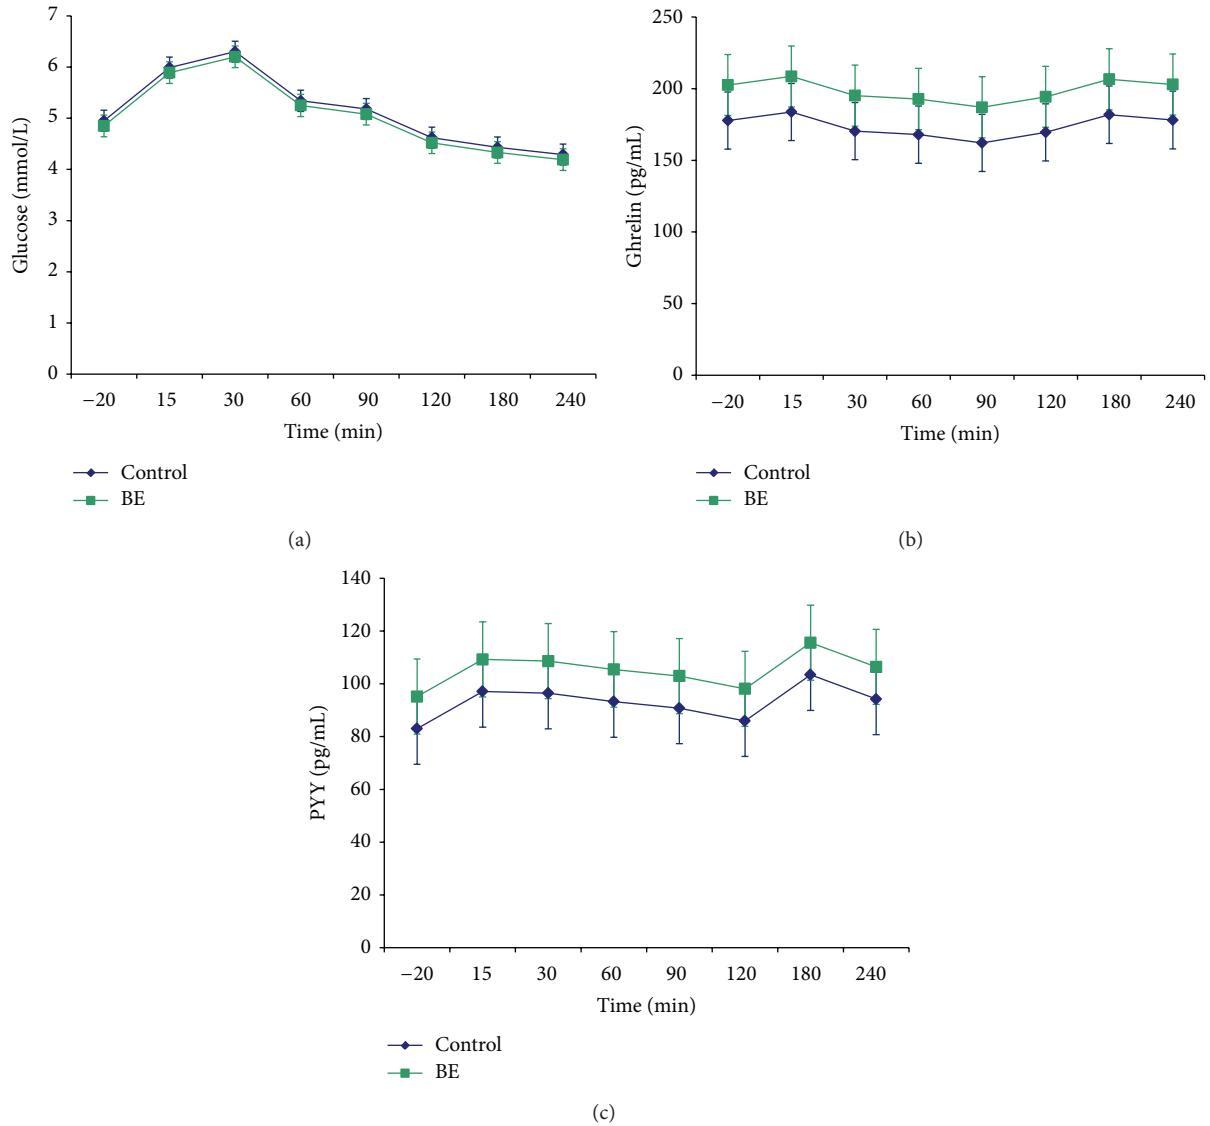 7
6
5
4
3
2
1
0
Glucose (mmol/L)
−20 15 30 60 90 120 180 240
Time (min)
Control
BE
(a)
250
200
150
100
50
0
Ghrelin (pg/mL)
−20 15 30 60 90 120 180 240
Time (min)
Control
BE
(b)
140
120
100
80
60
40
20
0
PYY (pg/mL)
−20 15 30 60 90 120 180 240
Time (min)
Control
BE
(c)